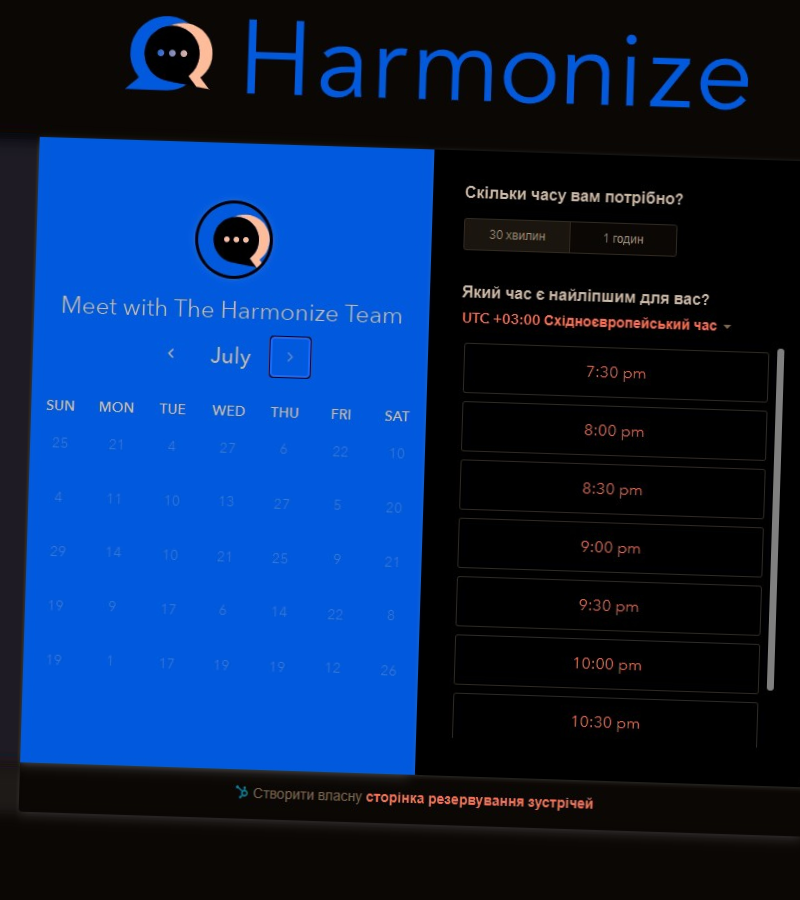 Harmonize
Meet with The Harmonize Team
July
SUN MON TUE WED THU FRI SAT
25 21 4 27 6 22 10
4 11 10 13 27 5 20
29 14 10 21 25 9 21
19 9 17 6 14 22 8
19 1 17 19 19 12 26
Скільки часу вам потрібно?
30 хвилин 1 годин
Який час є найліпшим для вас?
UTC +03:00 Східноєвропейський час
7:30 pm
8:00 pm
8:30 pm
9:00 pm
9:30 pm
10:00 pm
10:30 pm
Створити власну сторінка резервування зустрічей